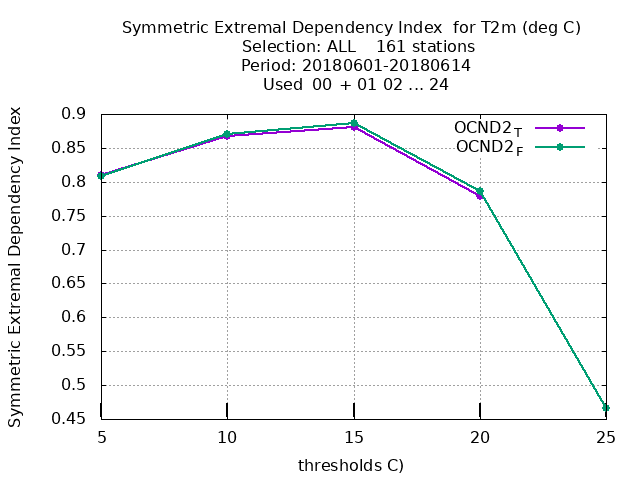 Symmetric Extremal Dependency Index  for T2m (deg C)
Selection: ALL    161 stations
Period: 20180601-20180614
Used  00  + 01 02 ... 24
Symmetric Extremal Dependency Index
0.9
0.85
0.8
0.75
0.7
0.65
0.6
0.55
0.5
0.45
OCND2T
OCND2F
5 10 15 20 25
thresholds C)